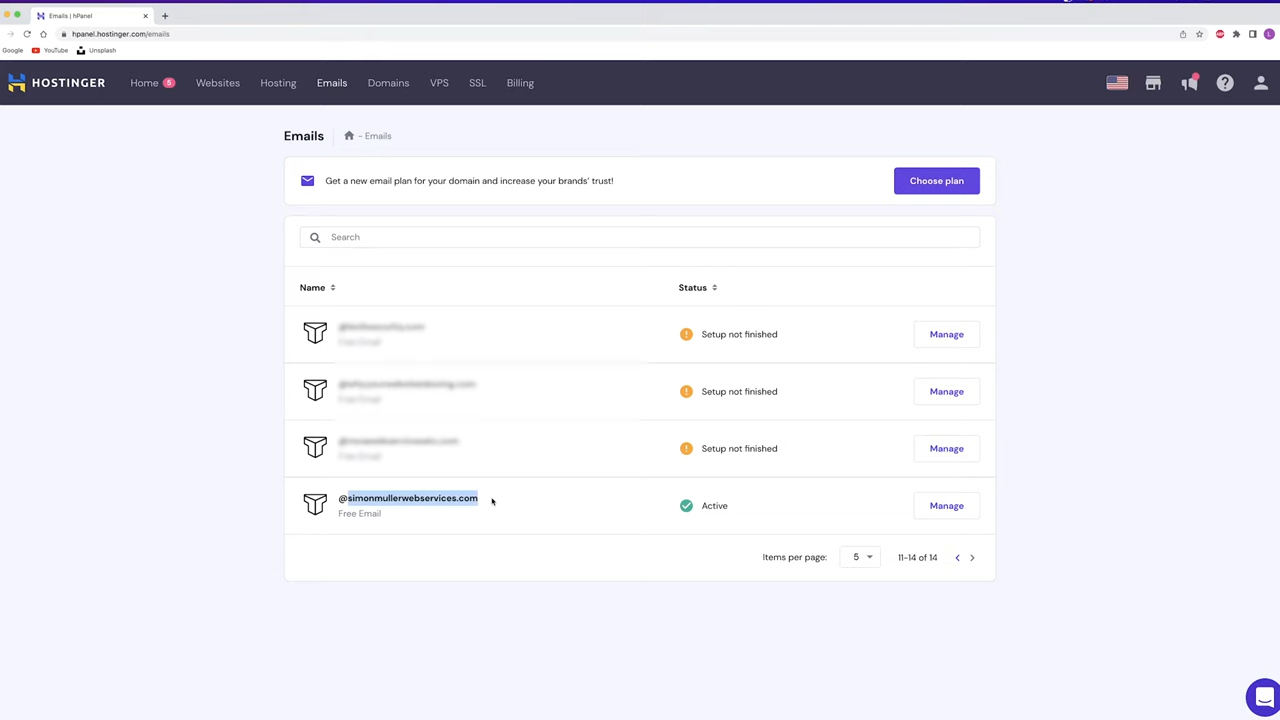 Emails | hPanel
hpanel.hostinger.com/emails
Google YouTube Unsplash
HOSTINGER Home 5 Websites Hosting Emails Domains VPS SSL Billing
Emails - Emails
Get a new email plan for your domain and increase your brands' trust! Choose plan
Search
Name Status
Setup not finished Manage
Setup not finished Manage
Setup not finished Manage
@simonmullerwebservices.com
Free Email
Active Manage
Items per page: 5 11-14 of 14